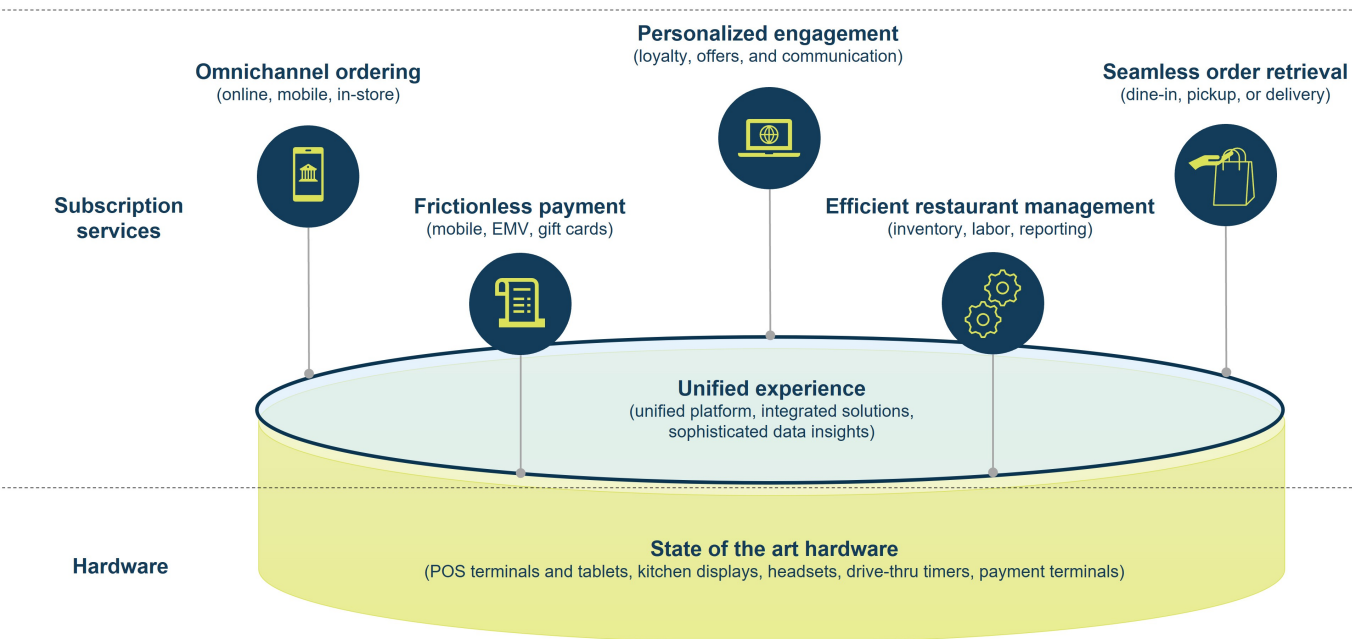 Personalized engagement
(loyalty, offers, and communication)
Omnichannel ordering
(online, mobile, in-store)
Seamless order retrieval
(dine-in, pickup, or delivery)
Subscription
services
Frictionless payment
(mobile, EMV, gift cards)
Efficient restaurant management
(inventory, labor, reporting)
Unified experience
(unified platform, integrated solutions,
sophisticated data insights)
Hardware
State of the art hardware
(POS terminals and tablets, kitchen displays, headsets, drive-thru timers, payment terminals)